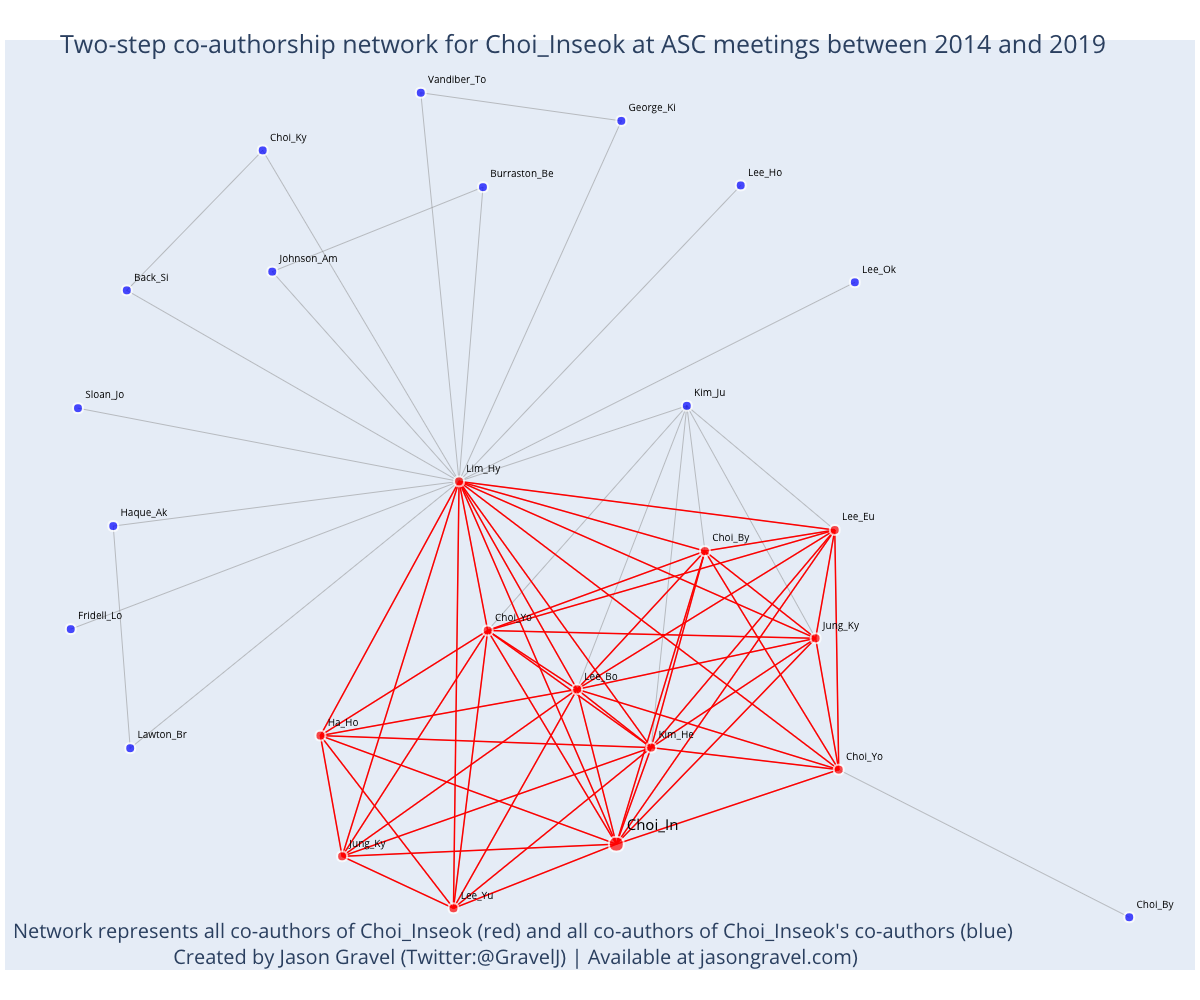 Two-step co-authorship network for Choi_Inseok at ASC meetings between 2014 and 2019
Vandiber_To
George_Ki
Choi_Ky
Burraston_Be
Lee_Ho
Johnson_Am
Back_Si
Lee_Ok
Sloan_Jo
Kim_Ju
Lim_Hy
Haque_Ak
Lee_Eu
Choi_By
Fridell_Lo
Choi_Yo
Jung_Ky
Lee_Bo
Ha_Ho
Lawton_Br
Kim_He
Choi_Yo
Choi_In
Jung_Ky
Lee_Yu
Choi_By
Network represents all co-authors of Choi_Inseok (red) and all co-authors of Choi_Inseok's co-authors (blue)
Created by Jason Gravel (Twitter:@GravelJ) | Available at jasongravel.com)